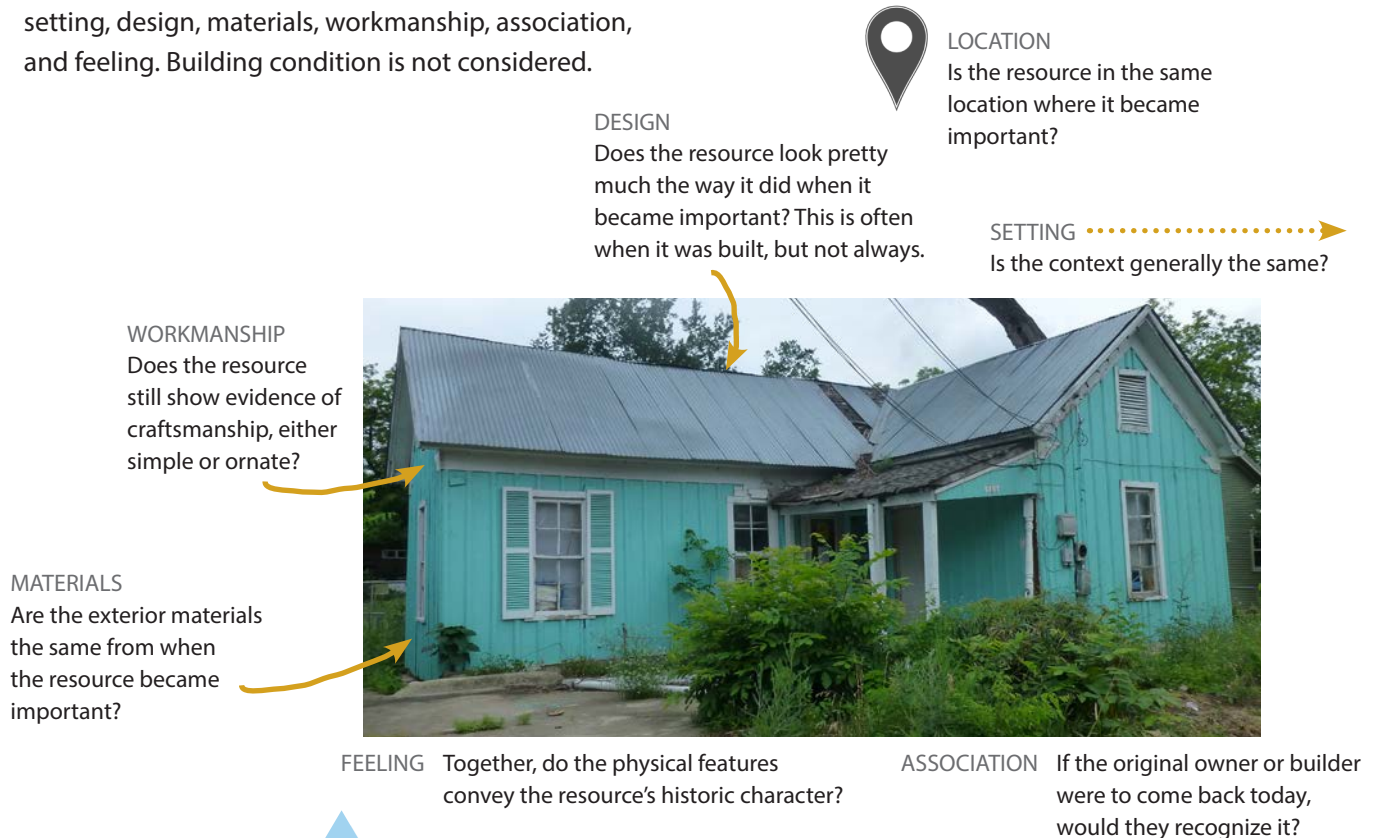 setting, design, materials, workmanship, association,
and feeling. Building condition is not considered.
LOCATION
Is the resource in the same
location where it became
important?
DESIGN
Does the resource look pretty
much the way it did when it
became important? This is often
when it was built, but not always.
SETTING
Is the context generally the same?
WORKMANSHIP
Does the resource
still show evidence of
craftsmanship, either
simple or ornate?
MATERIALS
Are the exterior materials
the same from when
the resource became
important?
FEELING Together, do the physical features
convey the resource's historic character?
ASSOCIATION If the original owner or builder
were to come back today,
would they recognize it?